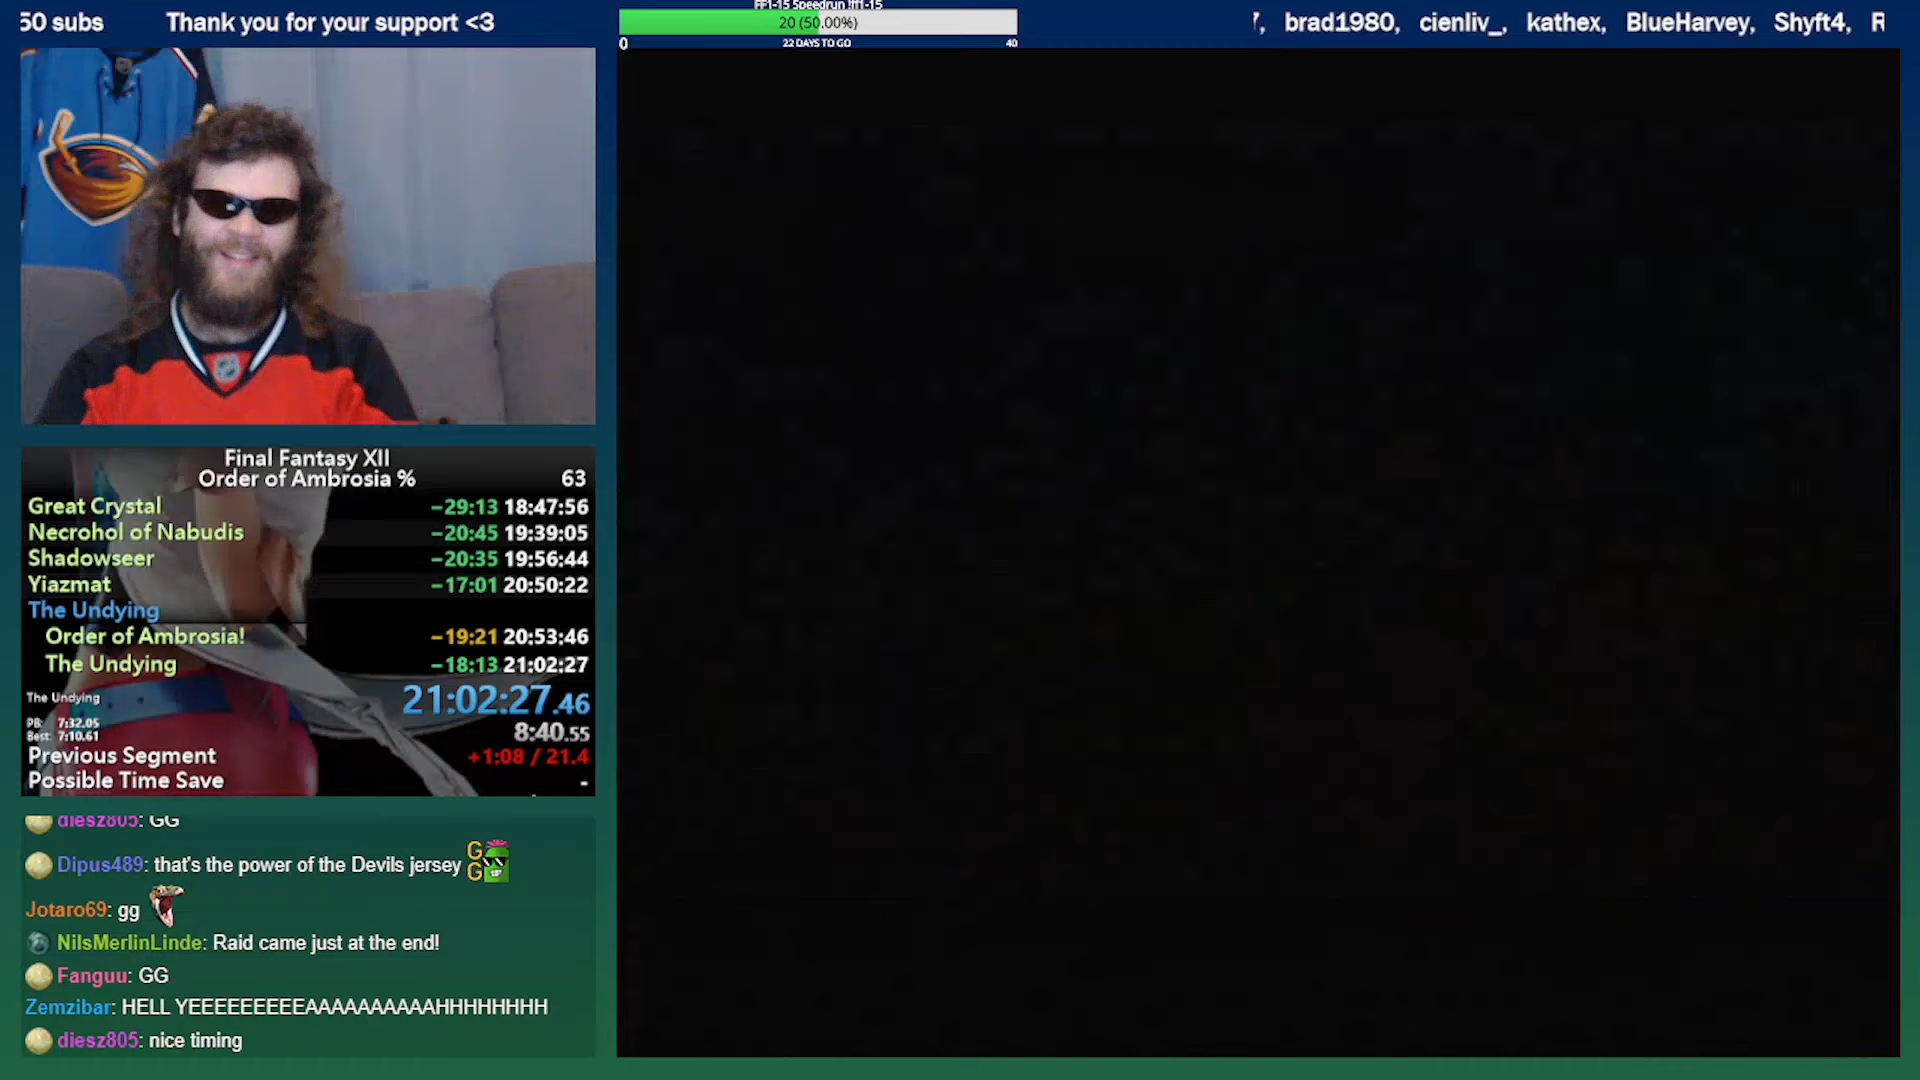 50 subs Thank you for your support <3
FF1-15 Speedrun !ff1-15
20 (50.00%)
0 22 DAYS TO GO 40
brad1980, cienliv_, kathex, BlueHarvey, Shyft4, R
Final Fantasy XII
Order of Ambrosia % 63
Great Crystal −29:13 18:47:56
Necrohol of Nabudis −20:45 19:39:05
Shadowseer −20:35 19:56:44
Yiazmat −17:01 20:50:22
The Undying
Order of Ambrosia! −19:21 20:53:46
The Undying −18:13 21:02:27
The Undying 21:02:27.46
PB: 7:32.05 8:40.55
Best: 7:10.61
Previous Segment +1:08 / 21.4
Possible Time Save -
diesz805: GG
Dipus489: that's the power of the Devils jersey GG
Jotaro69: gg
NilsMerlinLinde: Raid came just at the end!
Fanguu: GG
Zemzibar: HELL YEEEEEEEEEAAAAAAAAAAHHHHHHHH
diesz805: nice timing